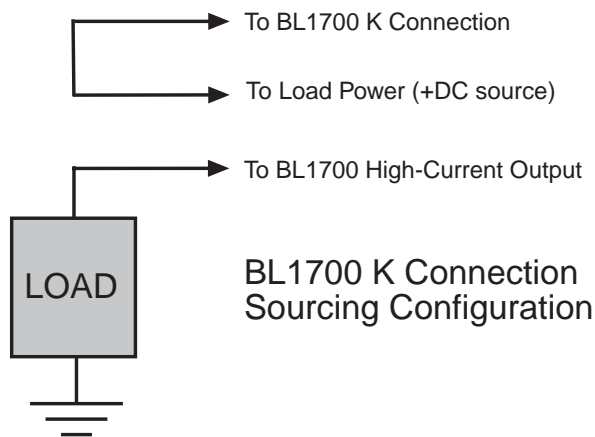 To BL1700 K Connection
To Load Power (+DC source)
To BL1700 High-Current Output
LOAD
BL1700 K Connection
Sourcing Configuration